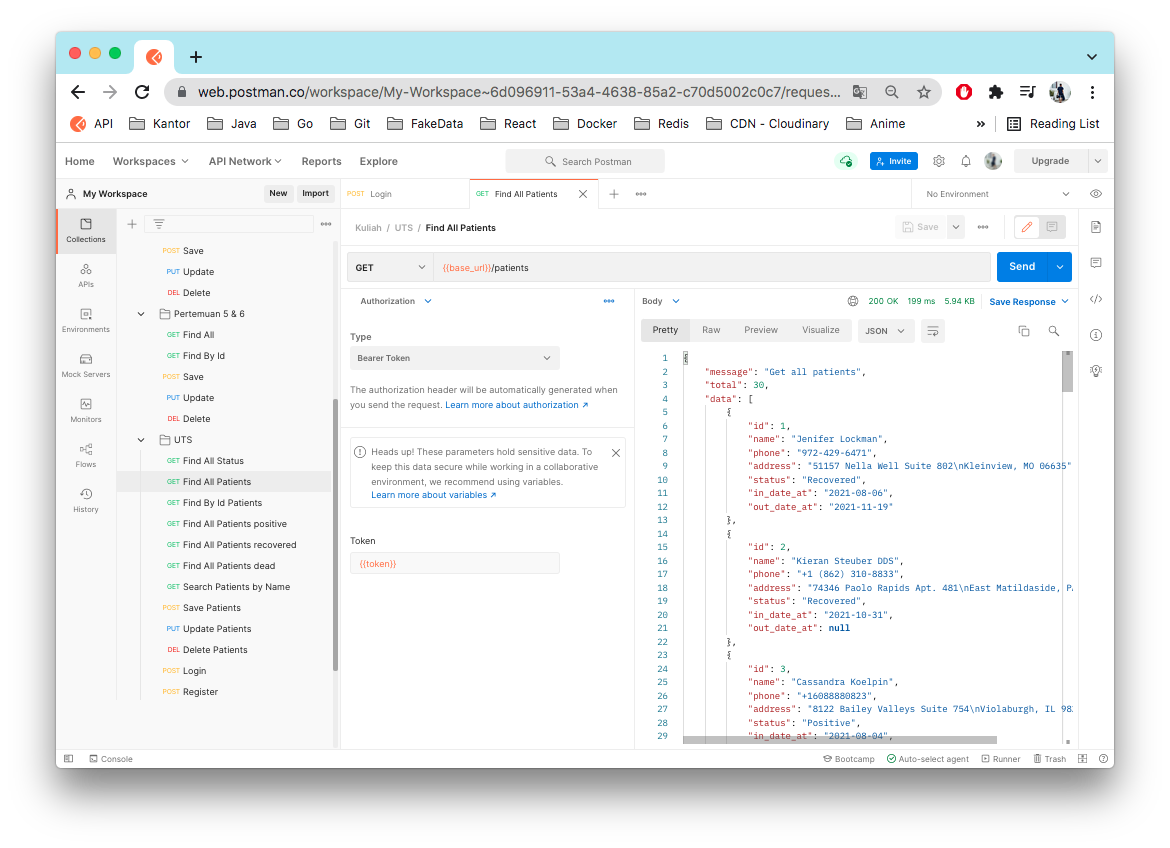 web.postman.co/workspace/My-Workspace~6d096911-53a4-4638-85a2-c70d5002c0c7/reques...
API Kantor Java Go Git FakeData React Docker Redis CDN - Cloudinary Anime » Reading List
Home Workspaces API Network Reports Explore Search Postman Invite Upgrade
My Workspace New Import
POST Login
GET Find All Patients
No Environment
Collections
APIs
Environments
Mock Servers
Monitors
Flows
History
POST Save
PUT Update
DEL Delete
Pertemuan 5 & 6
GET Find All
GET Find By Id
POST Save
PUT Update
DEL Delete
UTS
GET Find All Status
GET Find All Patients
GET Find By Id Patients
GET Find All Patients positive
GET Find All Patients recovered
GET Find All Patients dead
GET Search Patients by Name
POST Save Patients
PUT Update Patients
DEL Delete Patients
POST Login
POST Register
Kuliah / UTS / Find All Patients
Save
GET {{base_url}}/patients
Send
Authorization
Type
Bearer Token
The authorization header will be automatically generated when
you send the request. Learn more about authorization ↗
Heads up! These parameters hold sensitive data. To
keep this data secure while working in a collaborative
environment, we recommend using variables.
Learn more about variables ↗
Token
{{token}}
Body 200 OK 199 ms 5.94 KB Save Response
Pretty Raw Preview Visualize JSON
1 {
2 "message": "Get all patients",
3 "total": 30,
4 "data": [
5 {
6 "id": 1,
7 "name": "Jenifer Lockman",
8 "phone": "972-429-6471",
9 "address": "51157 Nella Well Suite 802\nKleinview, MO 06635"
10 "status": "Recovered",
11 "in_date_at": "2021-08-06",
12 "out_date_at": "2021-11-19"
13 },
14 {
15 "id": 2,
16 "name": "Kieran Steuber DDS",
17 "phone": "+1 (862) 310-8833",
18 "address": "74346 Paolo Rapids Apt. 481\nEast Matildaside, PA
19 "status": "Recovered",
20 "in_date_at": "2021-10-31",
21 "out_date_at": null
22 },
23 {
24 "id": 3,
25 "name": "Cassandra Koelpin",
26 "phone": "+16088880823",
27 "address": "8122 Bailey Valleys Suite 754\nViolaburgh, IL 982
28 "status": "Positive",
29 "in_date_at": "2021-08-04",
Console
Bootcamp Auto-select agent Runner Trash